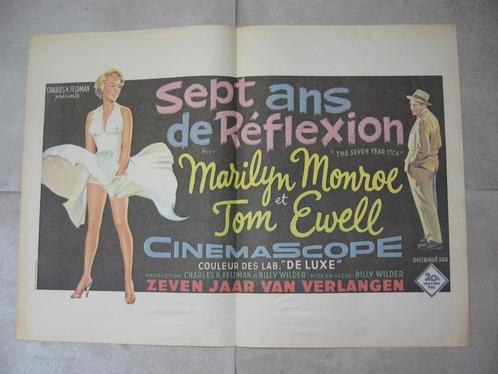 CHARLES K. FELDMAN
présente
Sept ans
de Réflexion
"THE SEVEN YEAR ITCH"
Avec
Marilyn Monroe
et
Tom Ewell
CINEMASCOPE
COULEUR DES LAB. "DE LUXE"
PRODUCTION CHARLES K. FELDMAN et BILLY WILDER MISE EN SCÈNE BILLY WILDER
ZEVEN JAAR VAN VERLANGEN
DISTRIBUÉ PAR
20th
CENTURY
FOX